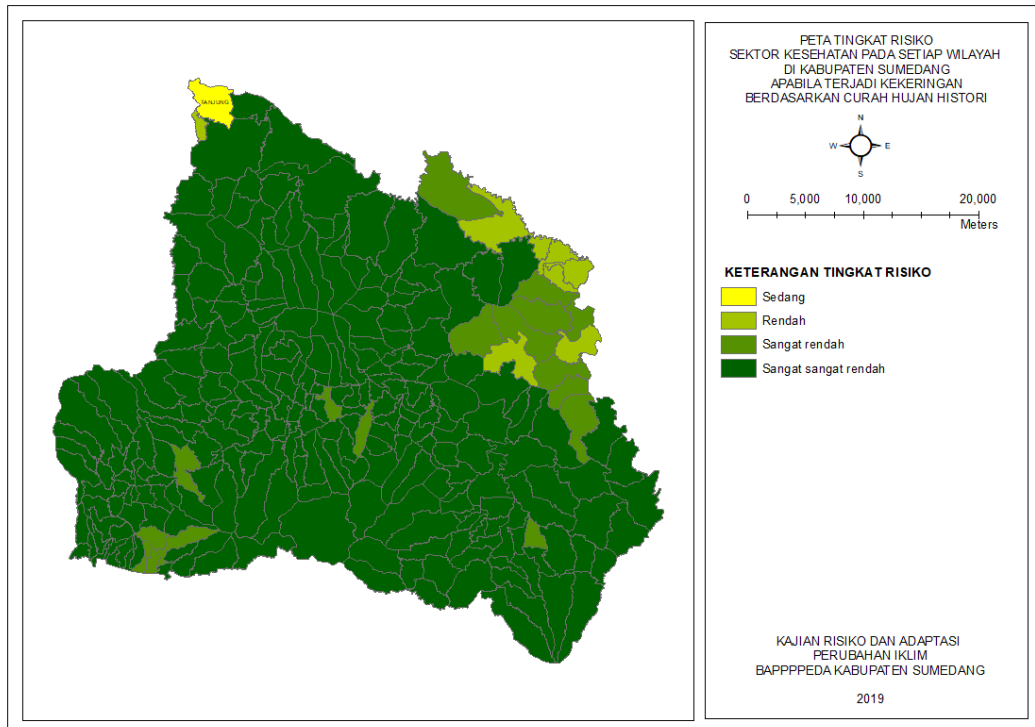 TANJUNG
PETA TINGKAT RISIKO
SEKTOR KESEHATAN PADA SETIAP WILAYAH
DI KABUPATEN SUMEDANG
APABILA TERJADI KEKERINGAN
BERDASARKAN CURAH HUJAN HISTORI
N
W E
S
0 5,000 10,000 20,000
Meters
KETERANGAN TINGKAT RISIKO
Sedang
Rendah
Sangat rendah
Sangat sangat rendah
KAJIAN RISIKO DAN ADAPTASI
PERUBAHAN IKLIM
BAPPPPEDA KABUPATEN SUMEDANG
2019